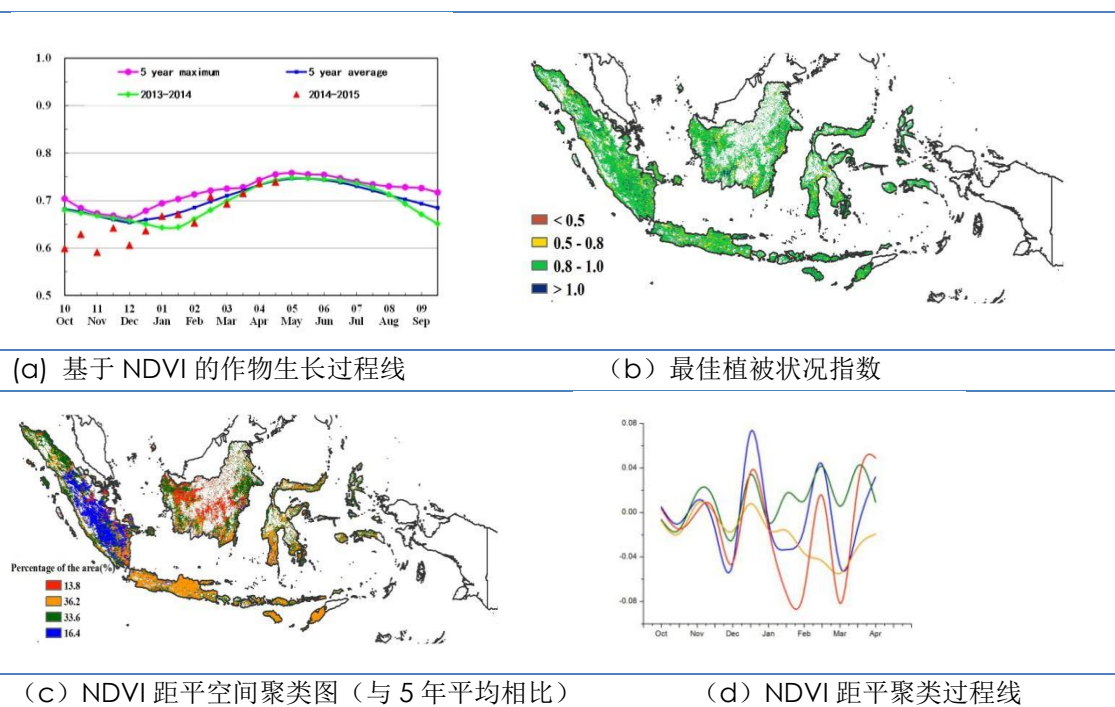 1.0
0.9
0.8
0.7
0.6
0.5
5 year maximum
5 year average
2013-2014
2014-2015
10 11 12 01 02 03 04 05 06 07 08 09
Oct Nov Dec Jan Feb Mar Apr May Jun Jul Aug Sep
< 0.5
0.5 - 0.8
0.8 - 1.0
> 1.0
(a) 基于 NDVI 的作物生长过程线
（b）最佳植被状况指数
Percentage of the area(%)
13.8
36.2
33.6
16.4
0.08
0.04
0.00
-0.04
-0.08
Oct Nov Dec Jan Feb Mar Apr
（c）NDVI 距平空间聚类图（与 5 年平均相比）
（d）NDVI 距平聚类过程线